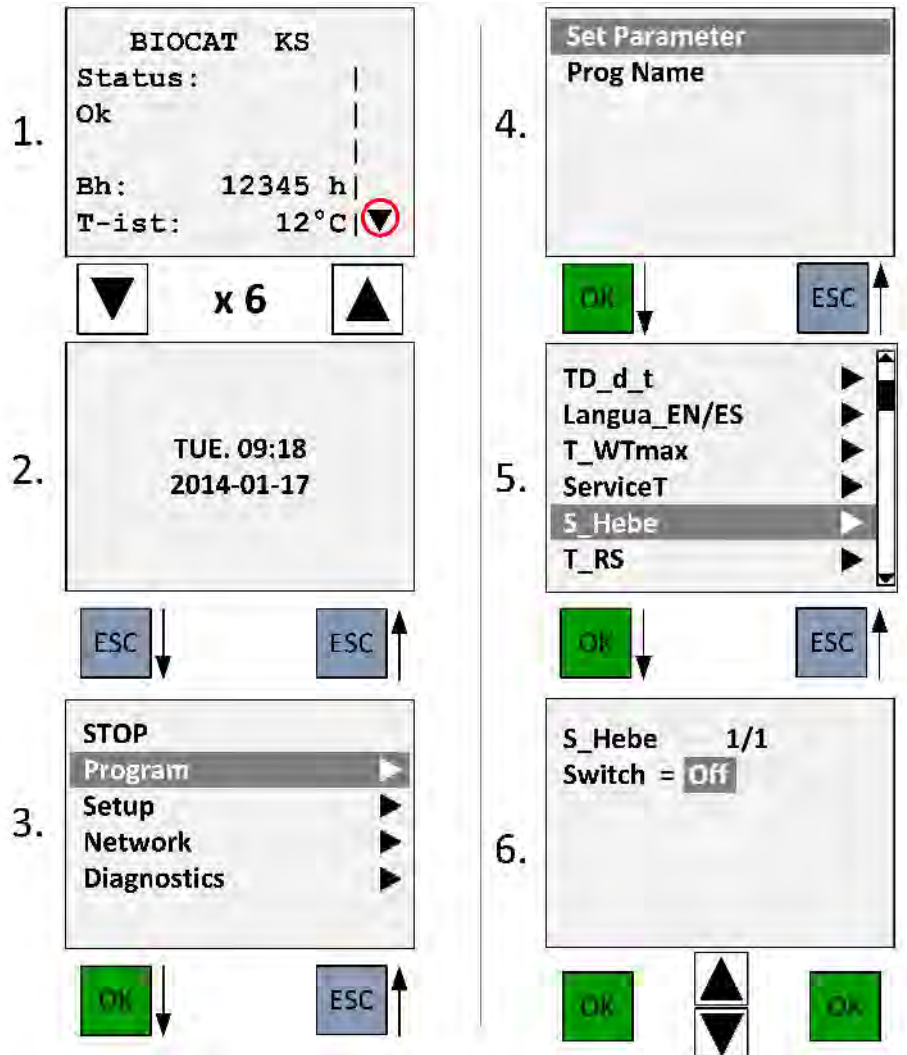 1.
BIOCAT KS
Status:
Ok
Bh: 12345 h
T-ist: 12°C
x 6
2.
TUE. 09:18
2014-01-17
ESC ESC
3.
STOP
Program
Setup
Network
Diagnostics
OK ESC
4.
Set Parameter
Prog Name
OK ESC
5.
TD_d_t
Langua_EN/ES
T_WTmax
ServiceT
S_Hebe
T_RS
OK ESC
6.
S_Hebe 1/1
Switch = Off
OK OK